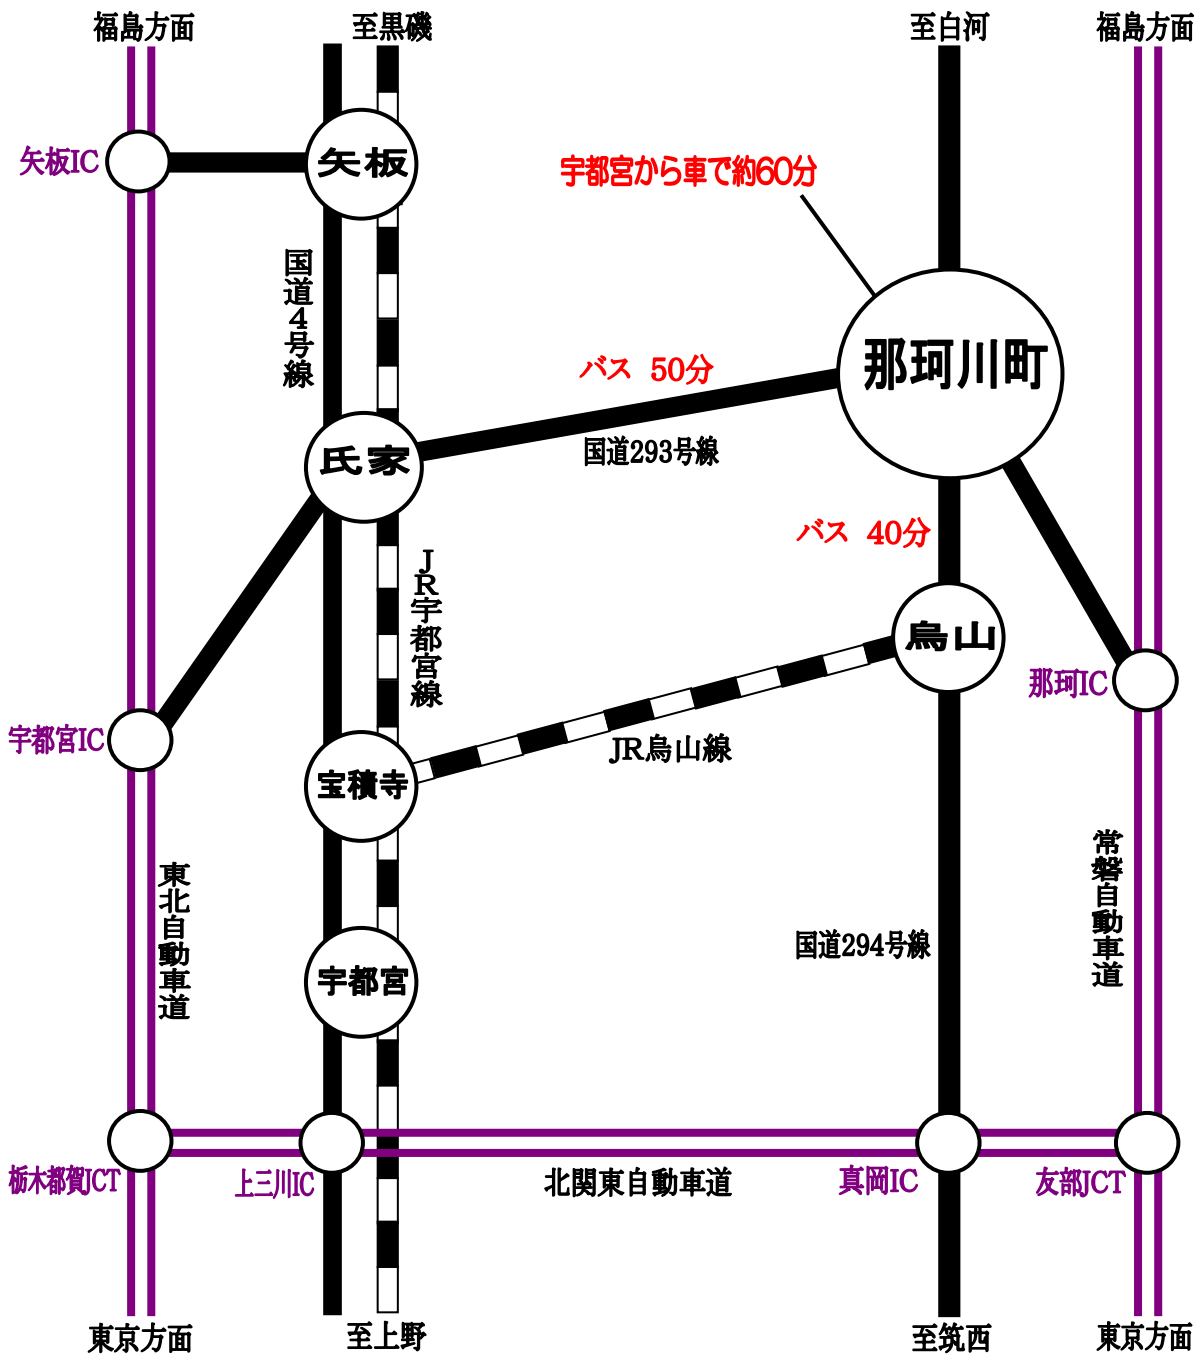 福島方面
至黒磯
至白河
福島方面
矢板IC
矢板
宇都宮から車で約60分
国道4号線
那珂川町
バス 50分
国道293号線
氏家
バス 40分
JR宇都宮線
烏山
那珂IC
宇都宮IC
JR烏山線
宝積寺
東北自動車道
常磐自動車道
国道294号線
宇都宮
栃木都賀JCT
上三川IC
北関東自動車道
真岡IC
友部JCT
東京方面
至上野
至筑西
東京方面